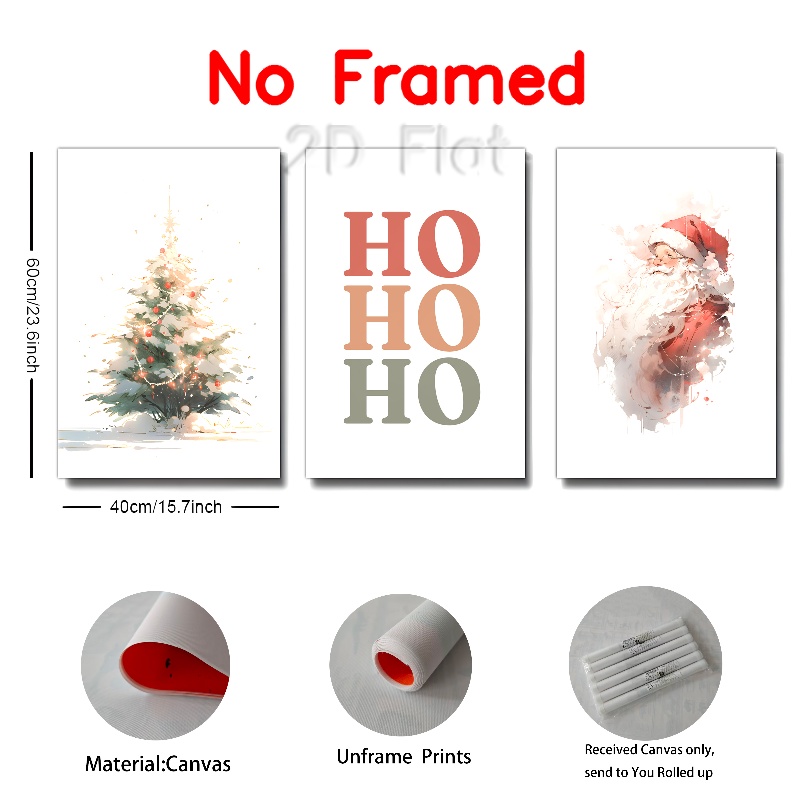 No Framed
2D Flat
60cm/23.6inch
HO
HO
HO
40cm/15.7inch
Material:Canvas
Unframe Prints
Received Canvas only,
send to You Rolled up